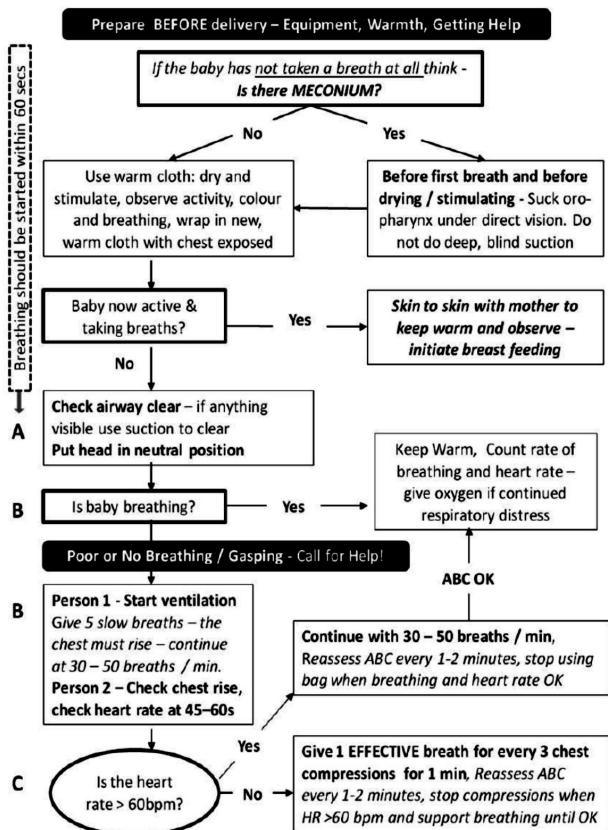 Prepare BEFORE delivery – Equipment, Warmth, Getting Help
Breathing should be started within 60 secs
If the baby has not taken a breath at all think -
Is there MECONIUM?
No
Yes
Use warm cloth: dry and
stimulate, observe activity, colour
and breathing, wrap in new,
warm cloth with chest exposed
Before first breath and before
drying / stimulating - Suck oro-
pharynx under direct vision. Do
not do deep, blind suction
Baby now active &
taking breaths?
Yes
Skin to skin with mother to
keep warm and observe –
initiate breast feeding
No
A
Check airway clear – if anything
visible use suction to clear
Put head in neutral position
B
Is baby breathing?
Yes
Keep Warm, Count rate of
breathing and heart rate –
give oxygen if continued
respiratory distress
Poor or No Breathing / Gasping - Call for Help!
ABC OK
B
Person 1 - Start ventilation
Give 5 slow breaths – the
chest must rise – continue
at 30 – 50 breaths / min.
Person 2 – Check chest rise,
check heart rate at 45–60s
Continue with 30 – 50 breaths / min,
Reassess ABC every 1-2 minutes, stop using
bag when breathing and heart rate OK
Yes
C
Is the heart
rate > 60bpm?
No
Give 1 EFFECTIVE breath for every 3 chest
compressions for 1 min, Reassess ABC
every 1-2 minutes, stop compressions when
HR >60 bpm and support breathing until OK